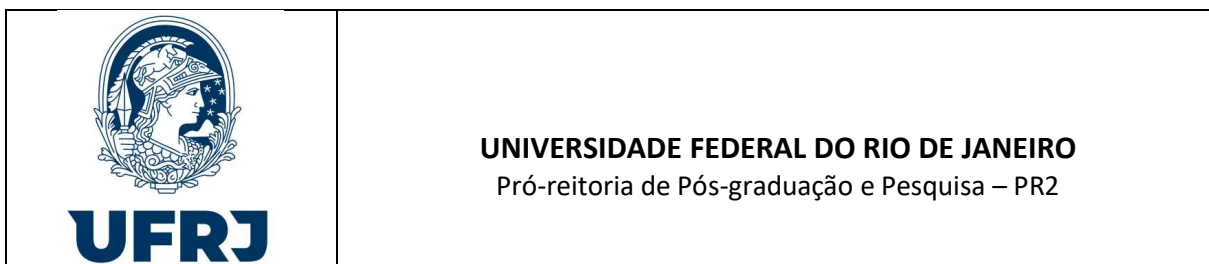 UFRJ
UNIVERSIDADE FEDERAL DO RIO DE JANEIRO
Pró-reitoria de Pós-graduação e Pesquisa – PR2